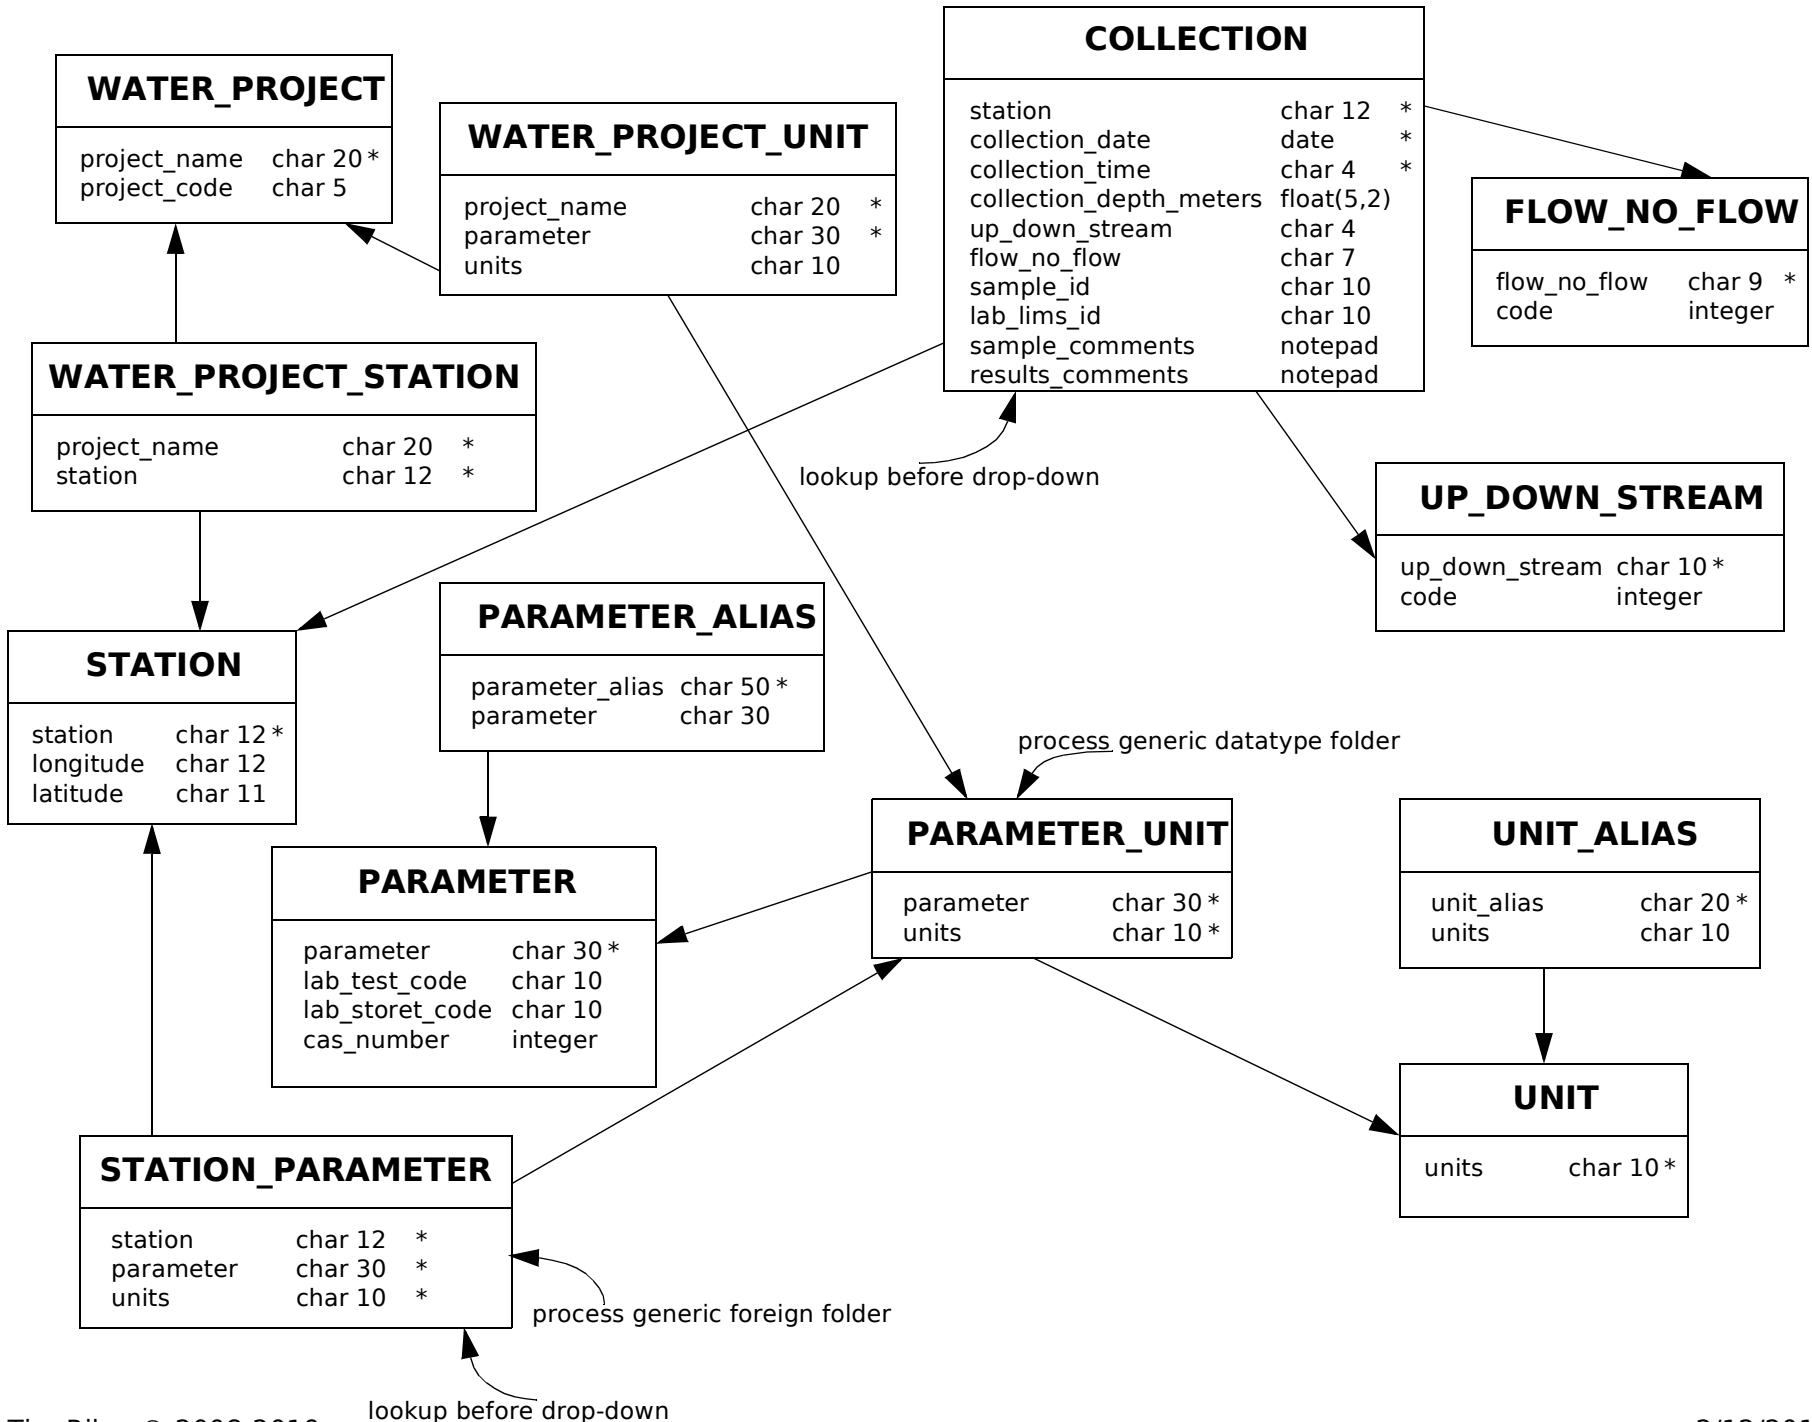 COLLECTION
station char 12 *
collection_date date *
collection_time char 4 *
collection_depth_meters float(5,2)
up_down_stream char 4
flow_no_flow char 7
sample_id char 10
lab_lims_id char 10
sample_comments notepad
results_comments notepad
WATER_PROJECT
project_name char 20 *
project_code char 5
WATER_PROJECT_UNIT
project_name char 20 *
parameter char 30 *
units char 10
FLOW_NO_FLOW
flow_no_flow char 9 *
code integer
WATER_PROJECT_STATION
project_name char 20 *
station char 12 *
lookup before drop-down
UP_DOWN_STREAM
up_down_stream char 10 *
code integer
PARAMETER_ALIAS
parameter_alias char 50 *
parameter char 30
STATION
station char 12 *
longitude char 12
latitude char 11
process generic datatype folder
PARAMETER
parameter char 30 *
lab_test_code char 10
lab_storet_code char 10
cas_number integer
PARAMETER_UNIT
parameter char 30 *
units char 10 *
UNIT_ALIAS
unit_alias char 20 *
units char 10
UNIT
units char 10 *
STATION_PARAMETER
station char 12 *
parameter char 30 *
units char 10 *
process generic foreign folder
lookup before drop-down